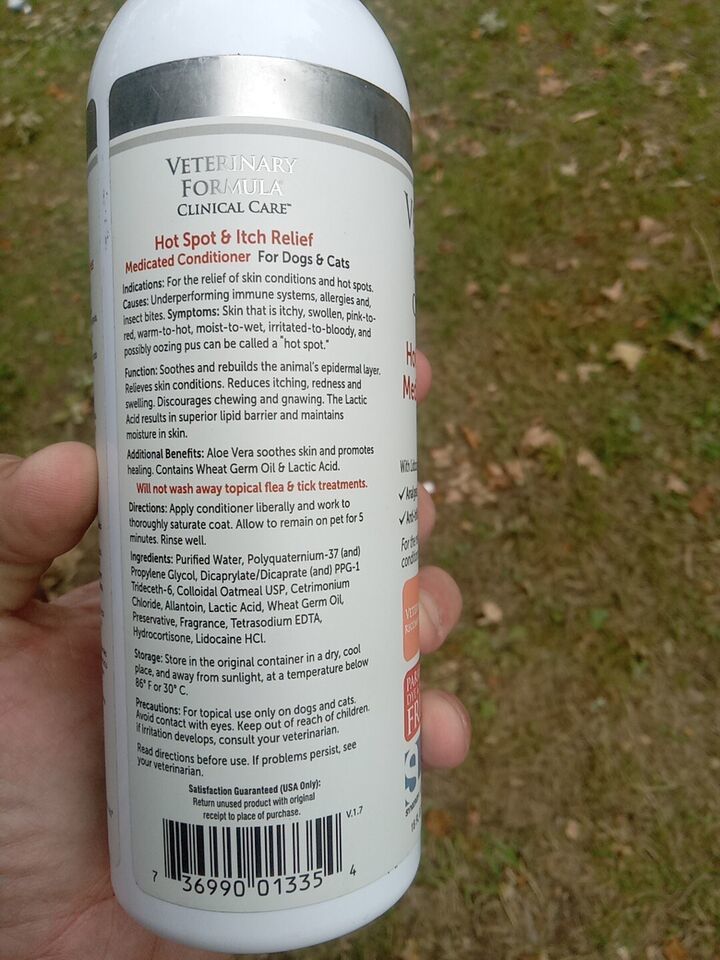 VETERINARY
FORMULA
CLINICAL CARE™
Hot Spot & Itch Relief
Medicated Conditioner For Dogs & Cats
Indications: For the relief of skin conditions and hot spots.
Causes: Underperforming immune systems, allergies and,
insect bites. Symptoms: Skin that is itchy, swollen, pink-to-
red, warm-to-hot, moist-to-wet, irritated-to-bloody, and
possibly oozing pus can be called a "hot spot."
Function: Soothes and rebuilds the animal's epidermal layer.
Relieves skin conditions. Reduces itching, redness and
swelling. Discourages chewing and gnawing. The Lactic
Acid results in superior lipid barrier and maintains
moisture in skin.
Additional Benefits: Aloe Vera soothes skin and promotes
healing. Contains Wheat Germ Oil & Lactic Acid.
Will not wash away topical flea & tick treatments.
Directions: Apply conditioner liberally and work to
thoroughly saturate coat. Allow to remain on pet for 5
minutes. Rinse well.
Ingredients: Purified Water, Polyquaternium-37 (and)
Propylene Glycol, Dicaprylate/Dicaprate (and) PPG-1
Trideceth-6, Colloidal Oatmeal USP, Cetrimonium
Chloride, Allantoin, Lactic Acid, Wheat Germ Oil,
Preservative, Fragrance, Tetrasodium EDTA,
Hydrocortisone, Lidocaine HCl.
Storage: Store in the original container in a dry, cool
place, and away from sunlight, at a temperature below
86° F or 30° C.
Precautions: For topical use only on dogs and cats.
Avoid contact with eyes. Keep out of reach of children.
If irritation develops, consult your veterinarian.
Read directions before use. If problems persist, see
your veterinarian.
Satisfaction Guaranteed (USA Only):
Return unused product with original
receipt to place of purchase.
V.1.7
7 36990 01335 4